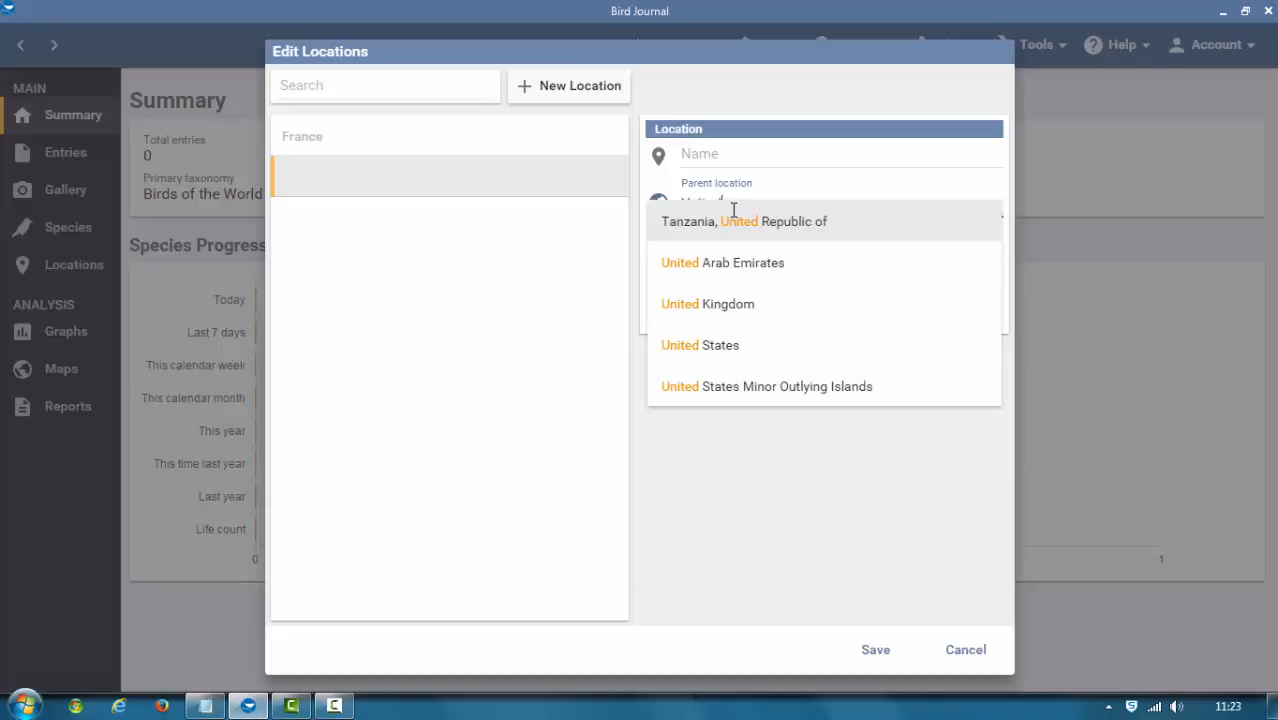 Bird Journal
Tools
Help
Account
Edit Locations
MAIN
Summary
Entries
Gallery
Species
Locations
ANALYSIS
Graphs
Maps
Reports
Summary
Total entries
0
Primary taxonomy
Birds of the World
Species Progress
Today
Last 7 days
This calendar week
This calendar month
This year
This time last year
Last year
Life count
0
1
Search
New Location
France
Location
Name
Parent location
Tanzania, United Republic of
United Arab Emirates
United Kingdom
United States
United States Minor Outlying Islands
Save
Cancel
11:23